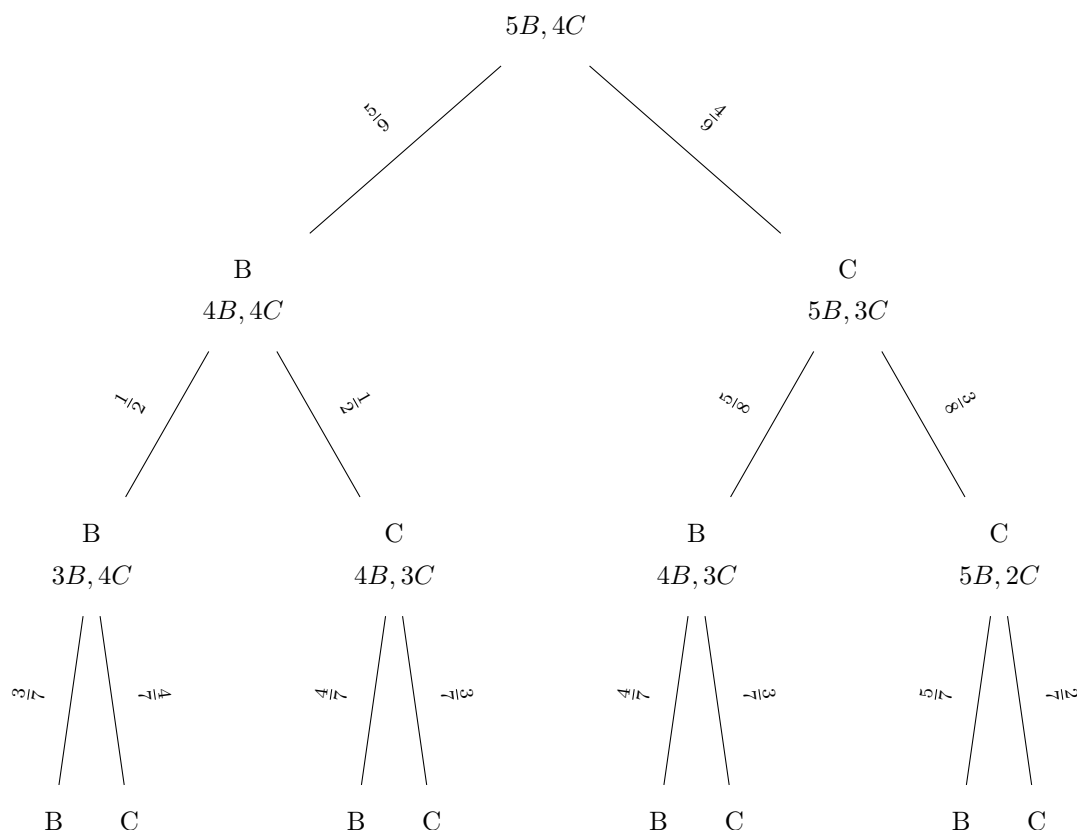 5B, 4C
5/9 4/9
B C
4B, 4C 5B, 3C
1/2 1/2 5/8 3/8
B C B C
3B, 4C 4B, 3C 4B, 3C 5B, 2C
3/7 4/7 4/7 3/7 4/7 3/7 5/7 2/7
B C B C B C B C